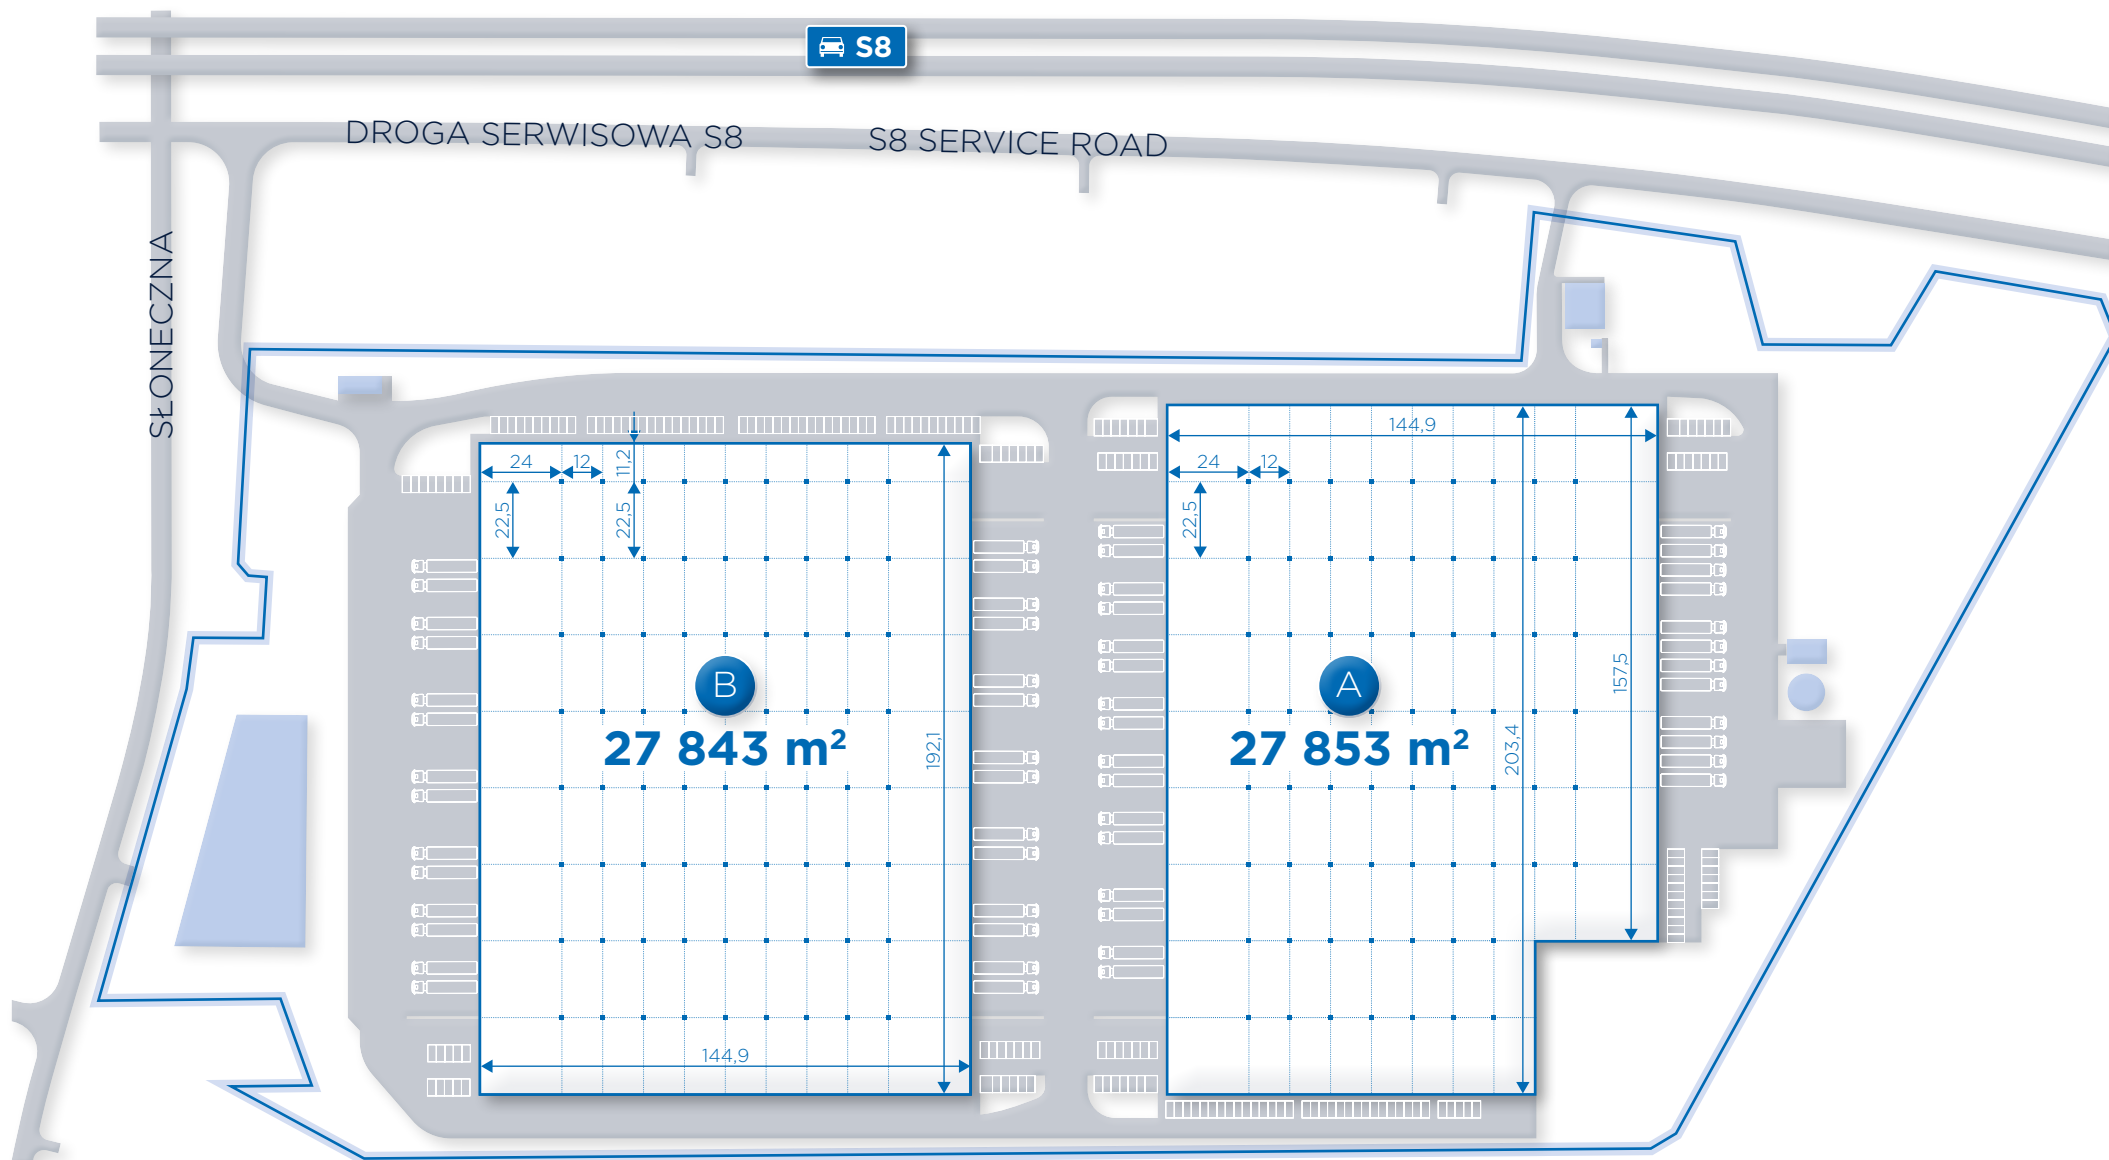 S8
DROGA SERWISOWA S8
S8 SERVICE ROAD
SŁONECZNA
24
12
11,2
22,5
22,5
B
27 843 m²
192,1
144,9
144,9
24
12
22,5
A
27 853 m²
203,4
157,5